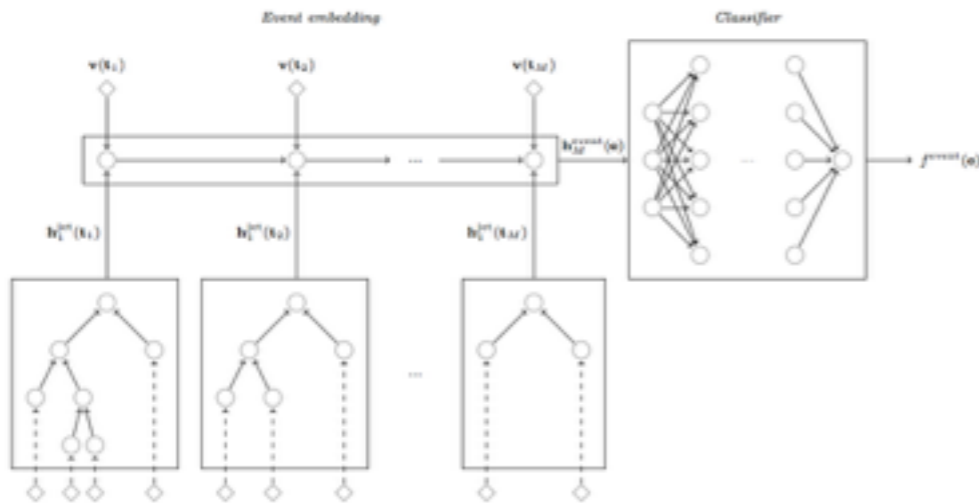 Event embedding
Classifier
v(t₁)
v(t₂)
v(t_M)
h_M^event(e)
...
...
f^event(e)
h₁^jet(t₁)
h₁^jet(t₂)
h₁^jet(t_M)
...